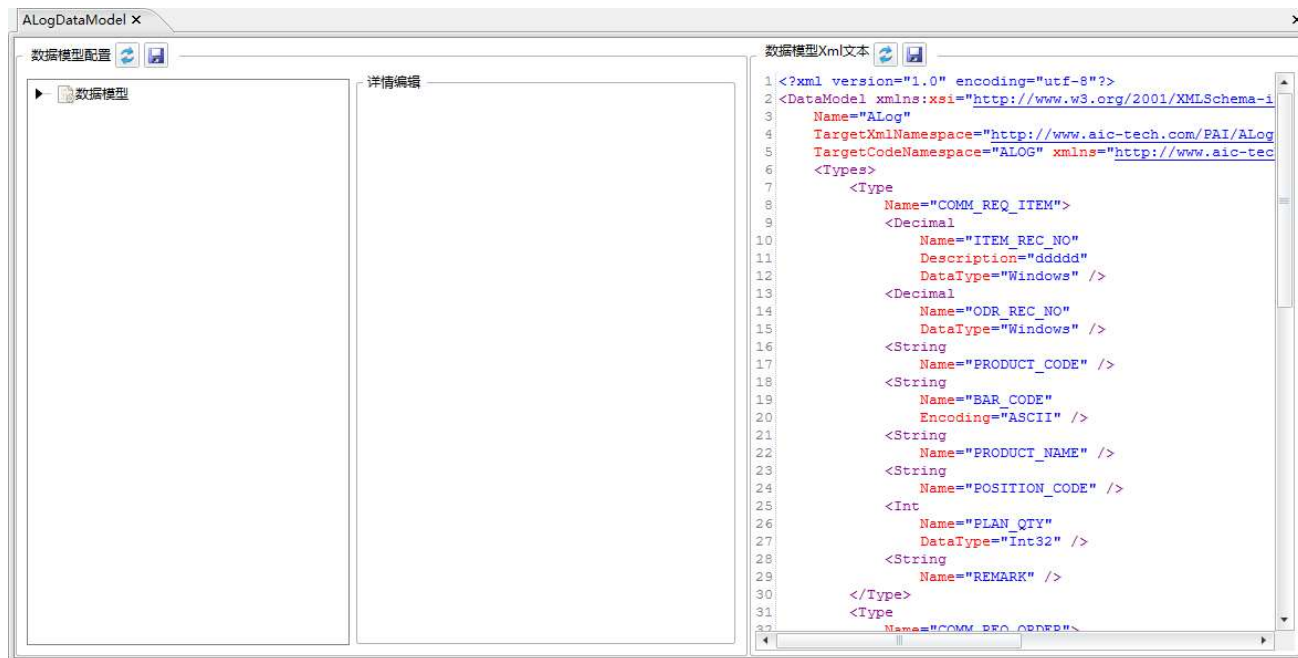 ALogDataModel ×
数据模型配置
数据模型
详情编辑
数据模型Xml文本
1 <?xml version="1.0" encoding="utf-8"?>
2 <DataModel xmlns:xsi="http://www.w3.org/2001/XMLSchema-i
3 Name="ALog"
4 TargetXmlNamespace="http://www.aic-tech.com/PAI/ALog
5 TargetCodeNamespace="ALOG" xmlns="http://www.aic-tec
6 <Types>
7 <Type
8 Name="COMM_REQ_ITEM">
9 <Decimal
10 Name="ITEM_REC_NO"
11 Description="ddddd"
12 DataType="Windows" />
13 <Decimal
14 Name="ODR_REC_NO"
15 DataType="Windows" />
16 <String
17 Name="PRODUCT_CODE" />
18 <String
19 Name="BAR_CODE"
20 Encoding="ASCII" />
21 <String
22 Name="PRODUCT_NAME" />
23 <String
24 Name="POSITION_CODE" />
25 <Int
26 Name="PLAN_QTY"
27 DataType="Int32" />
28 <String
29 Name="REMARK" />
30 </Type>
31 <Type
32 Name="COMM_REQ_ORDER">